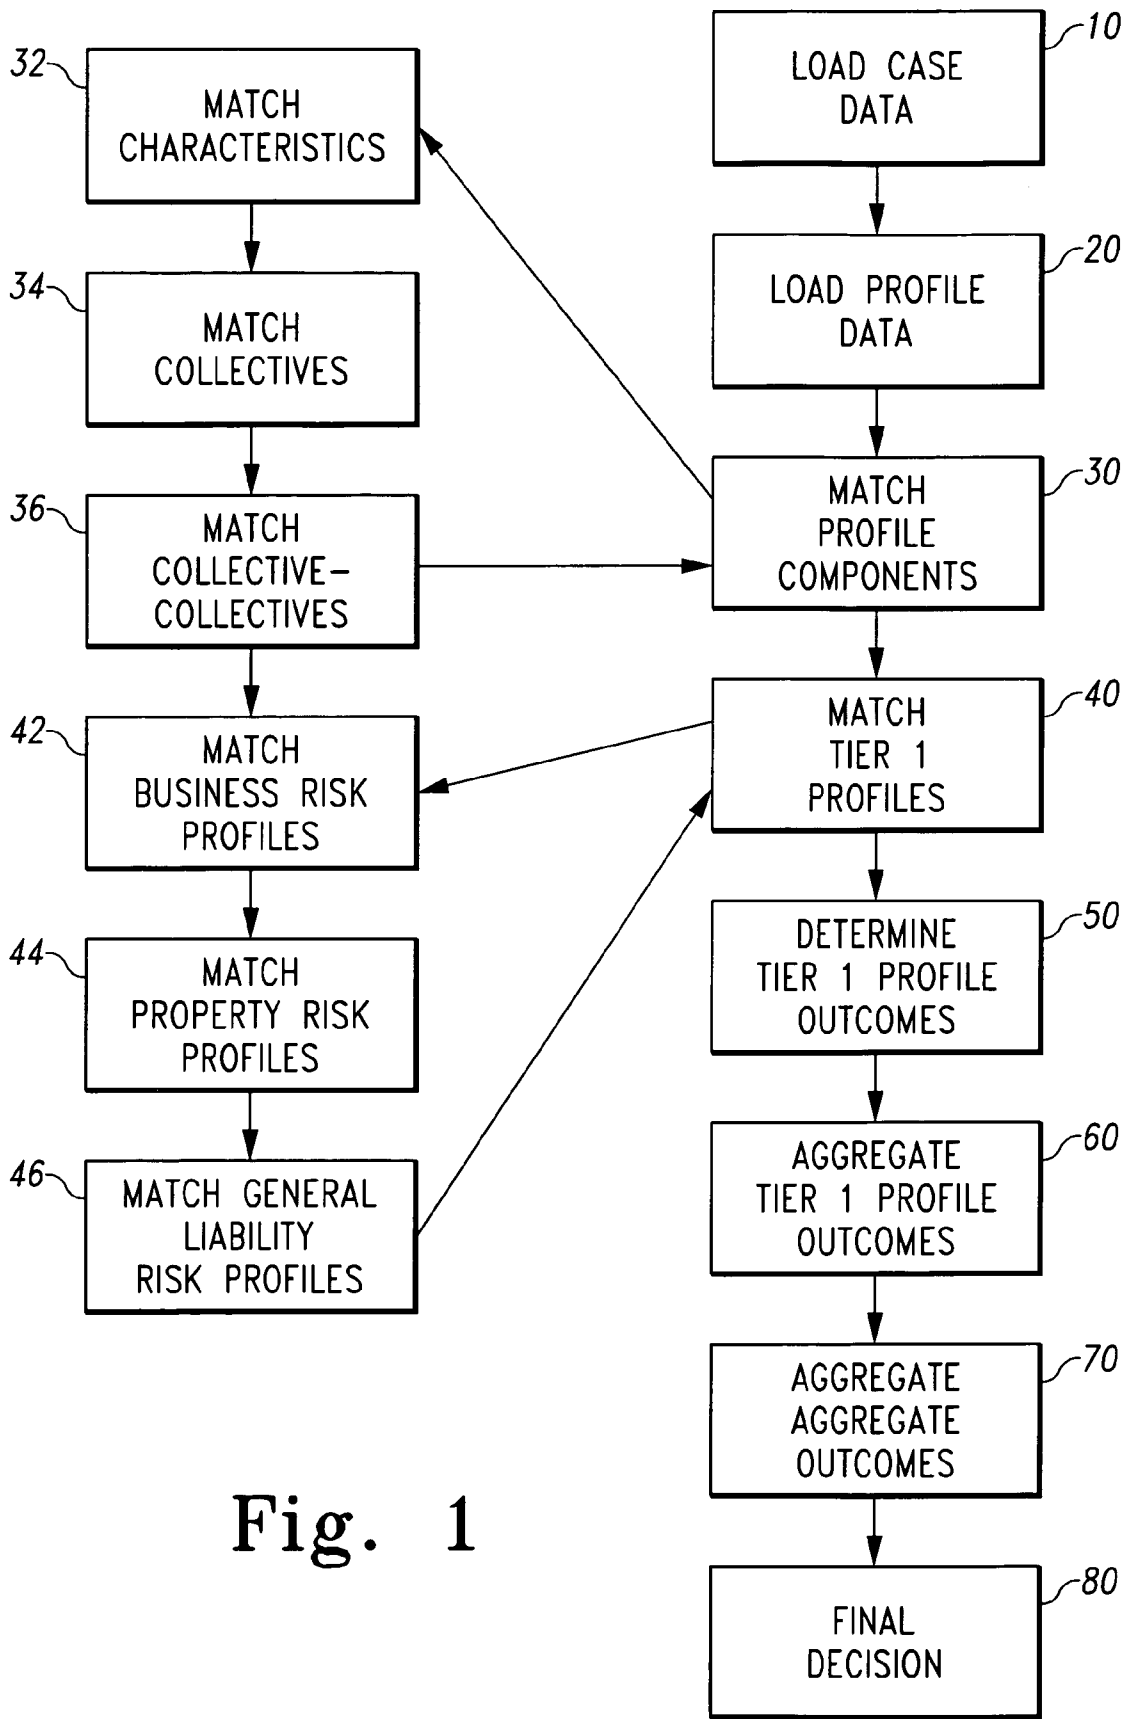 32
MATCH
CHARACTERISTICS
34
MATCH
COLLECTIVES
36
MATCH
COLLECTIVE-
COLLECTIVES
42
MATCH
BUSINESS RISK
PROFILES
44
MATCH
PROPERTY RISK
PROFILES
46
MATCH GENERAL
LIABILITY
RISK PROFILES
10
LOAD CASE
DATA
20
LOAD PROFILE
DATA
30
MATCH
PROFILE
COMPONENTS
40
MATCH
TIER 1
PROFILES
50
DETERMINE
TIER 1 PROFILE
OUTCOMES
60
AGGREGATE
TIER 1 PROFILE
OUTCOMES
70
AGGREGATE
AGGREGATE
OUTCOMES
80
FINAL
DECISION
Fig. 1